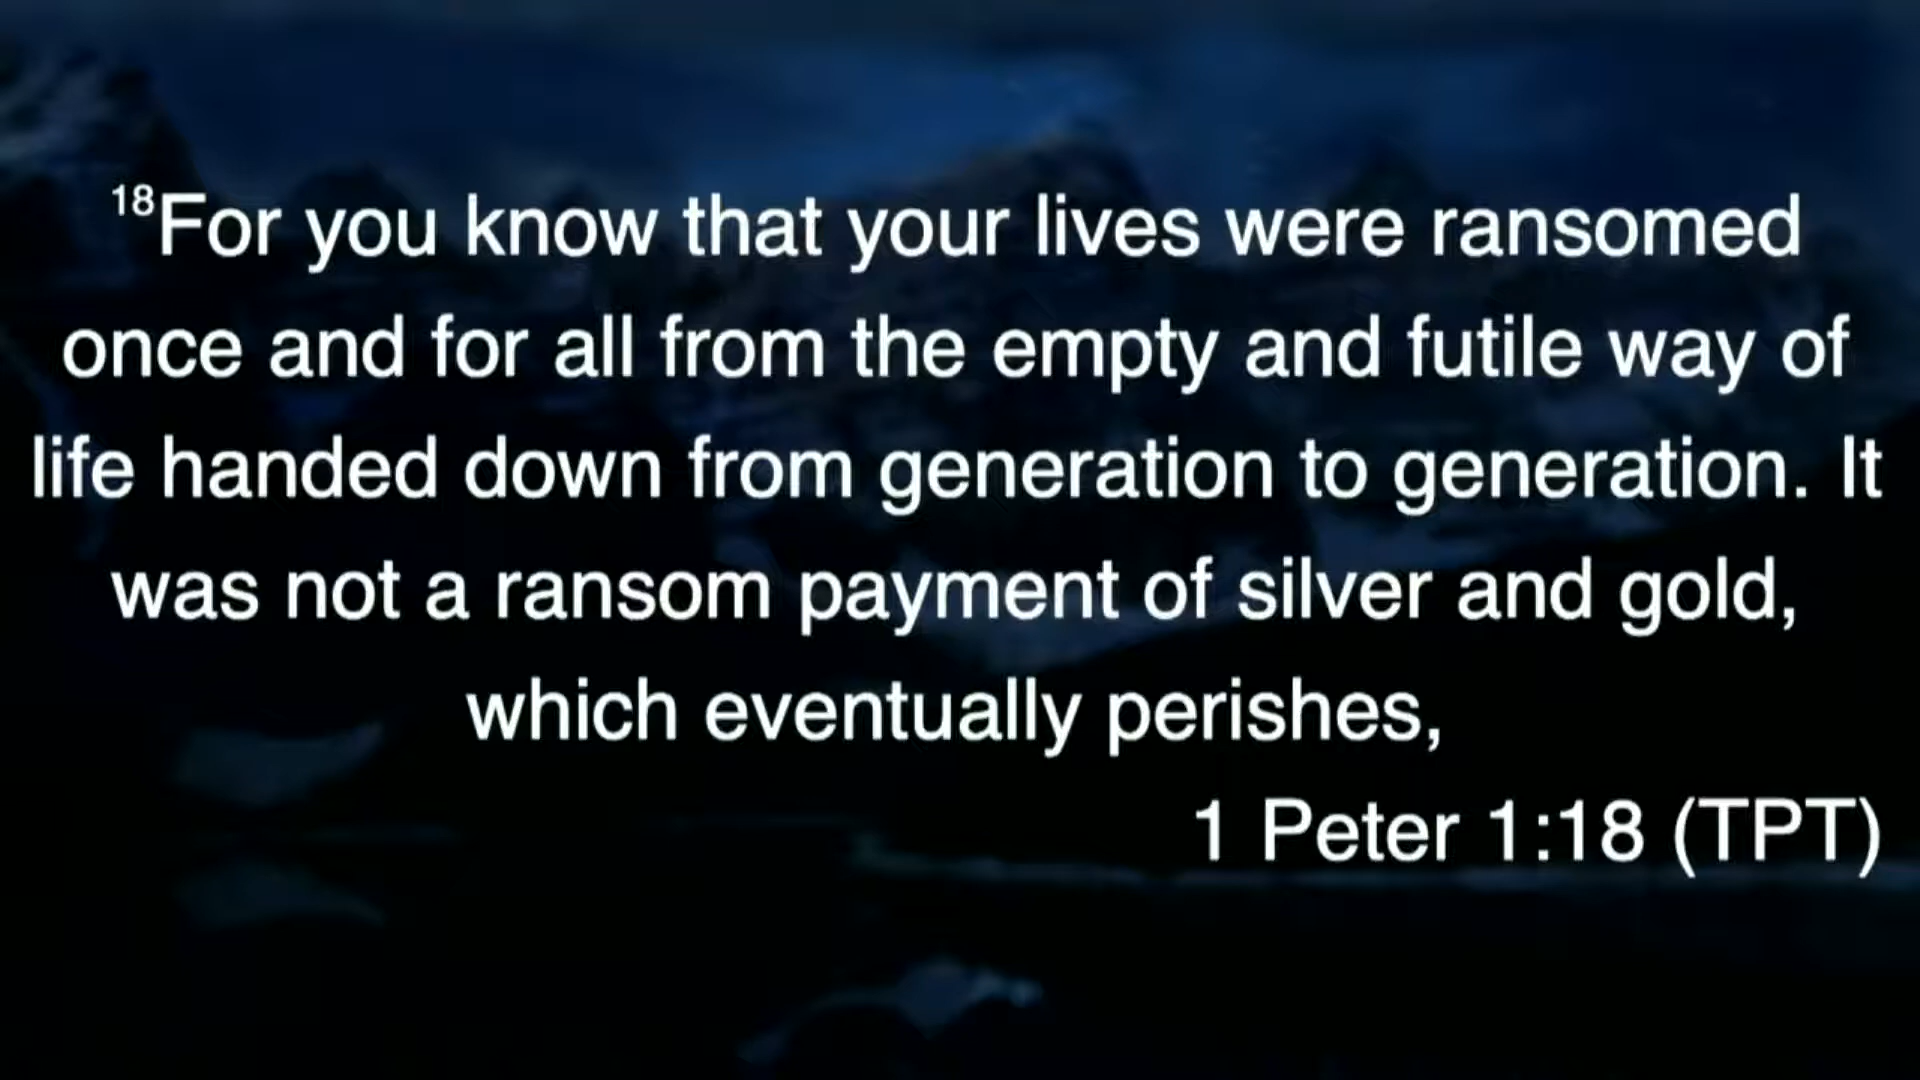 18For you know that your lives were ransomed
once and for all from the empty and futile way of
life handed down from generation to generation. It
was not a ransom payment of silver and gold,
which eventually perishes,
1 Peter 1:18 (TPT)